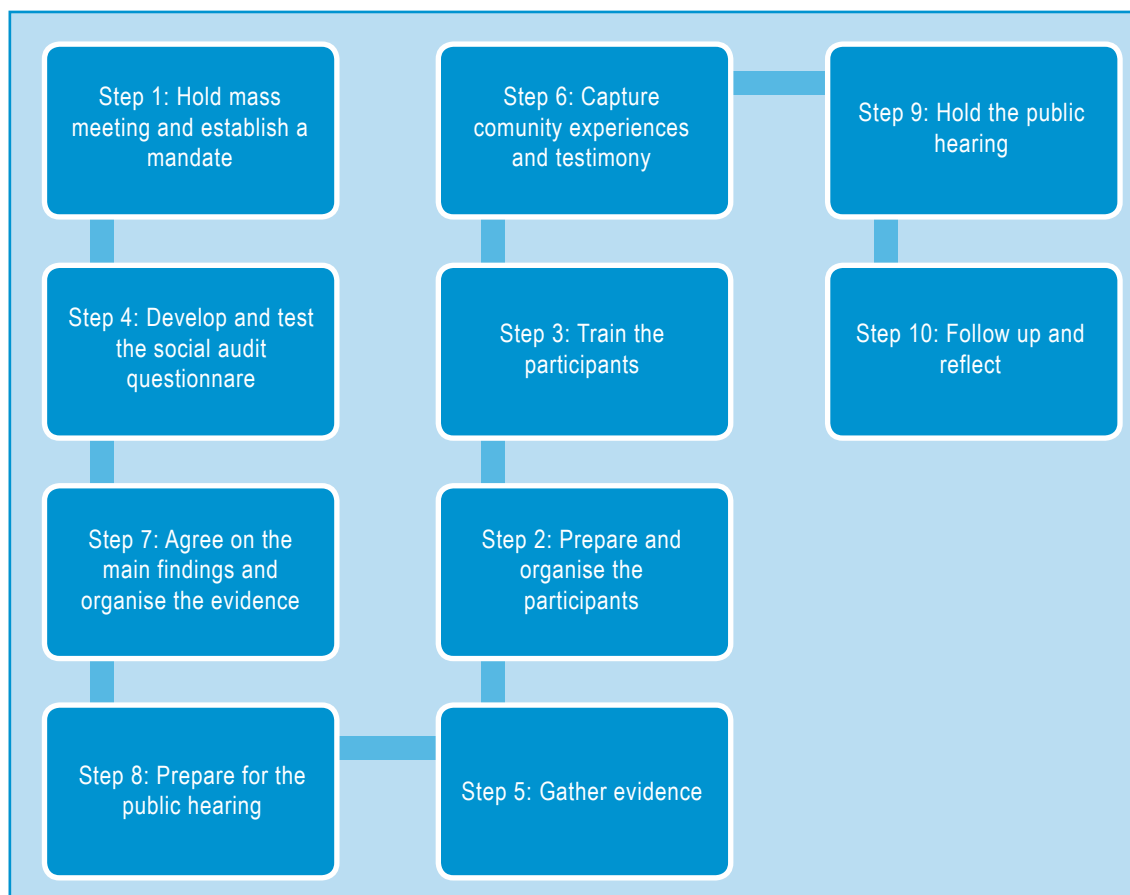 Step 1: Hold mass
meeting and establish a
mandate
Step 4: Develop and test
the social audit
questionnare
Step 7: Agree on the
main findings and
organise the evidence
Step 8: Prepare for the
public hearing
Step 5: Gather evidence
Step 2: Prepare and
organise the
participants
Step 3: Train the
participants
Step 6: Capture
comunity experiences
and testimony
Step 9: Hold the public
hearing
Step 10: Follow up and
reflect